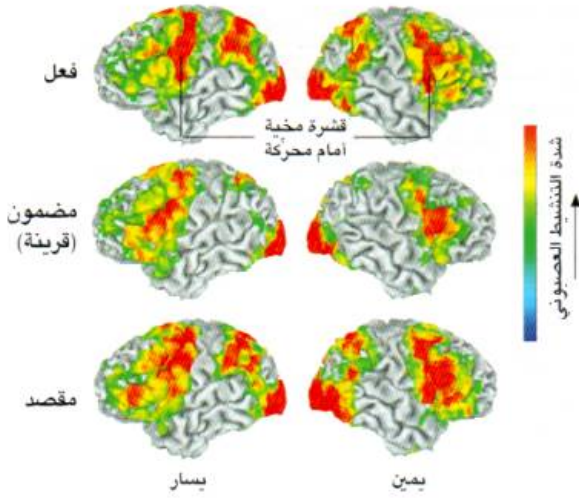 فعل
قشرة مخية
أمام محركة
مضمون
(قرينة)
مقصد
يسار
يمين
شدة التنشيط العصبوني